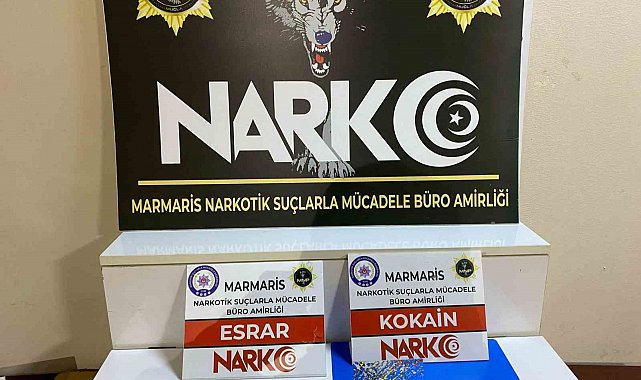 NARKO
MARMARİS NARKOTİK SUÇLARLA MÜCADELE BÜRO AMİRLİĞİ
MARMARİS
NARKOTİK SUÇLARLA MÜCADELE
BÜRO AMİRLİĞİ
ESRAR
NARKO
MARMARİS
NARKOTİK SUÇLARLA MÜCADELE
BÜRO AMİRLİĞİ
KOKAİN
NARKO